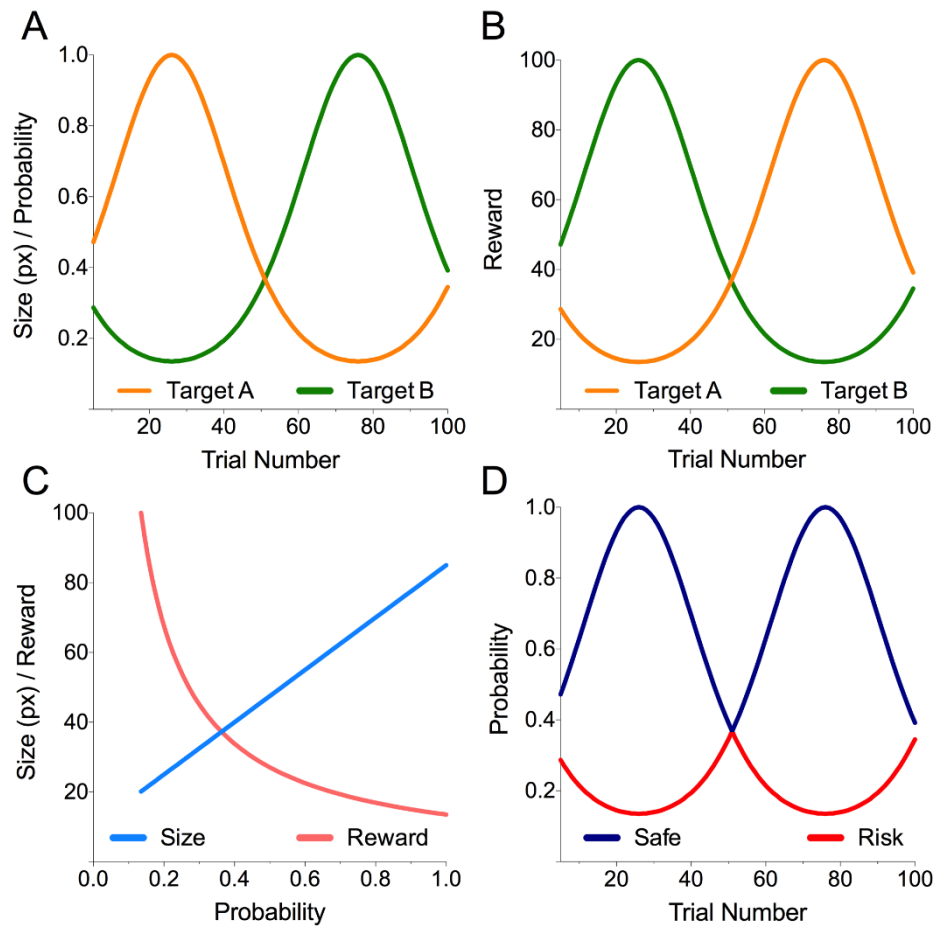 A
Size (px) / Probability
1.0
0.8
0.6
0.4
0.2
Target A
Target B
20 40 60 80 100
Trial Number
B
Reward
100
80
60
40
20
Target A
Target B
20 40 60 80 100
Trial Number
C
Size (px) / Reward
100
80
60
40
20
Size
Reward
0.0 0.2 0.4 0.6 0.8 1.0
Probability
D
Probability
1.0
0.8
0.6
0.4
0.2
Safe
Risk
20 40 60 80 100
Trial Number